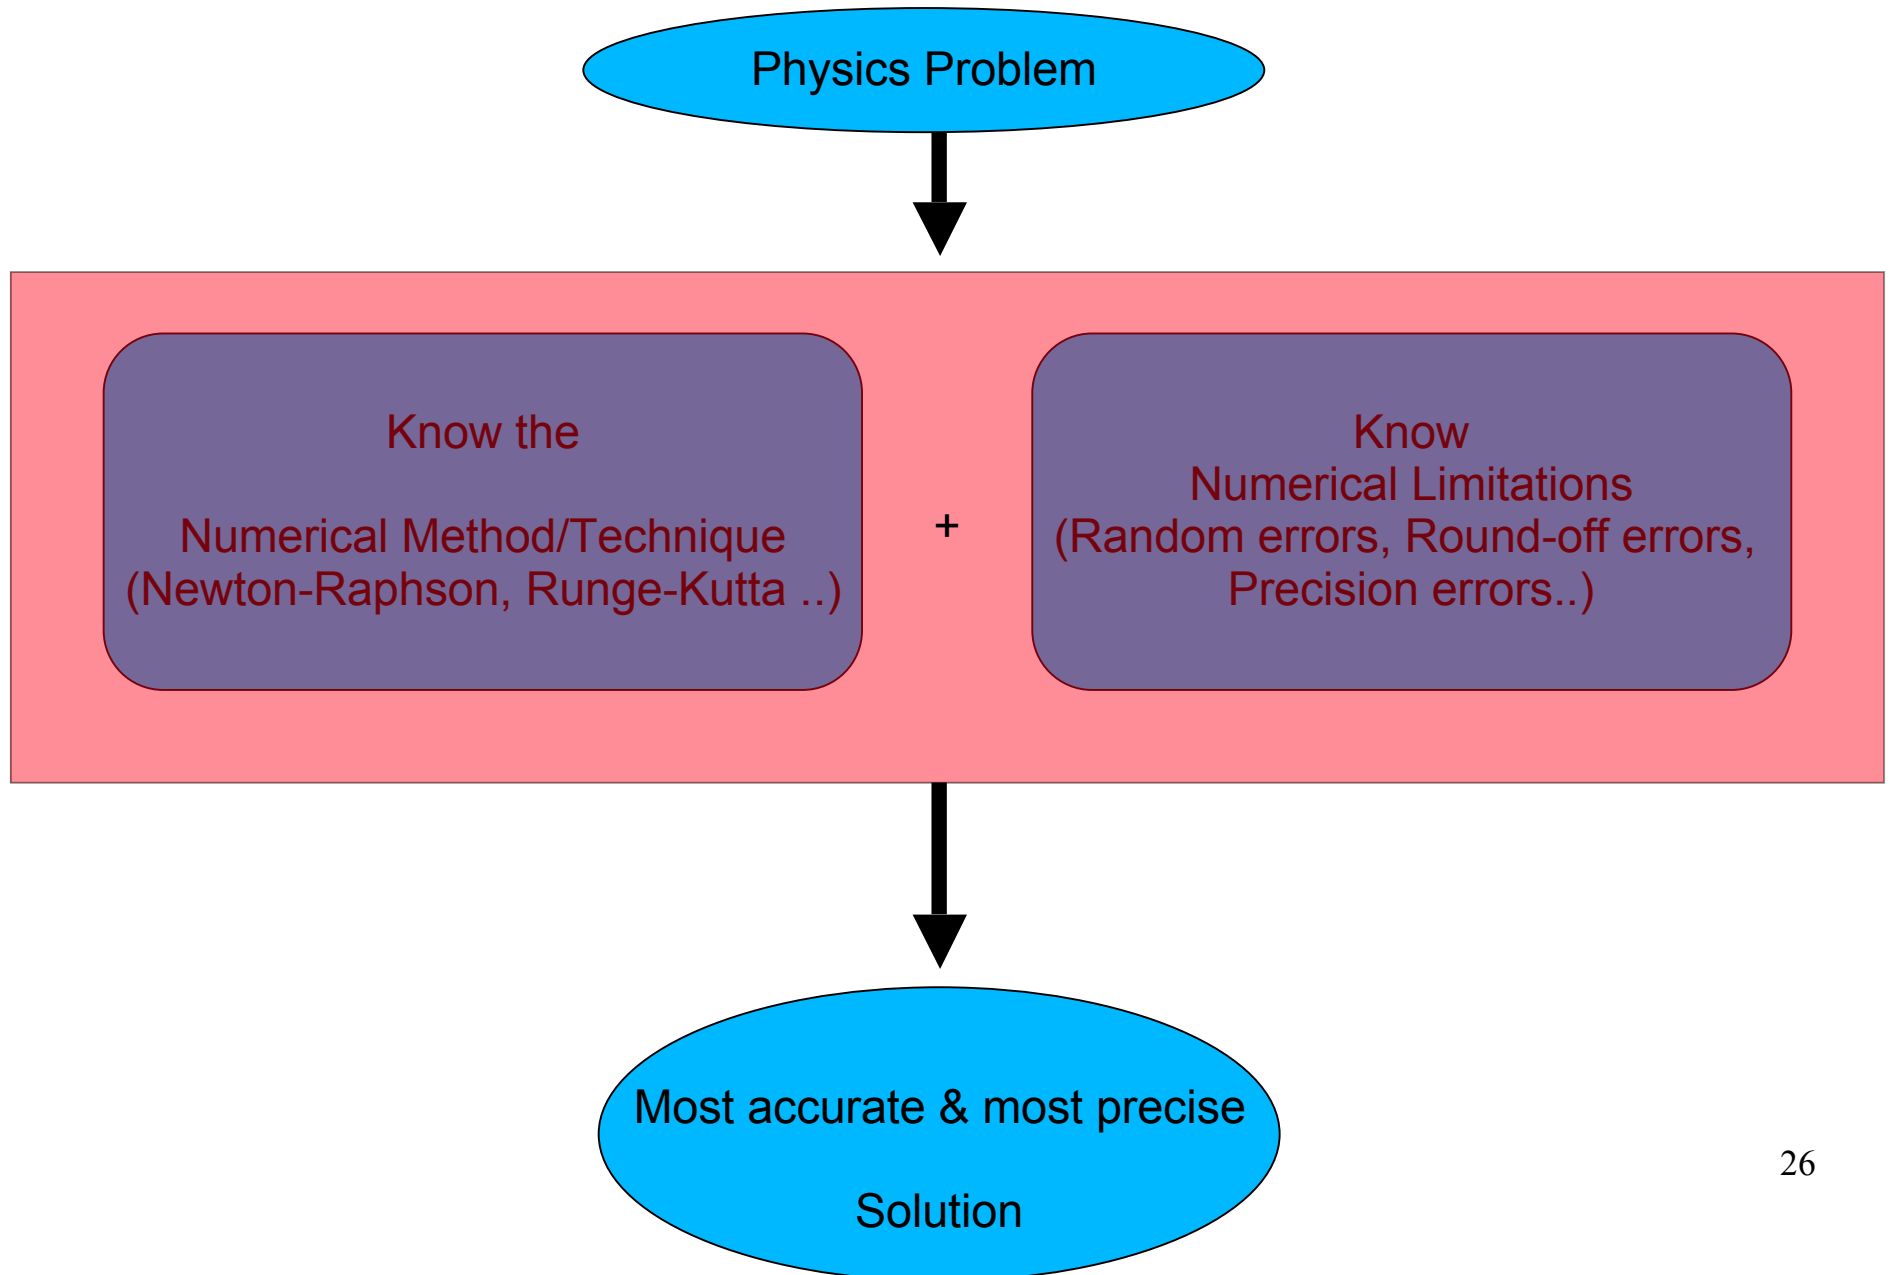 Physics Problem
Know the
Numerical Method/Technique
(Newton-Raphson, Runge-Kutta ..)
+
Know
Numerical Limitations
(Random errors, Round-off errors,
Precision errors..)
Most accurate & most precise
Solution
26